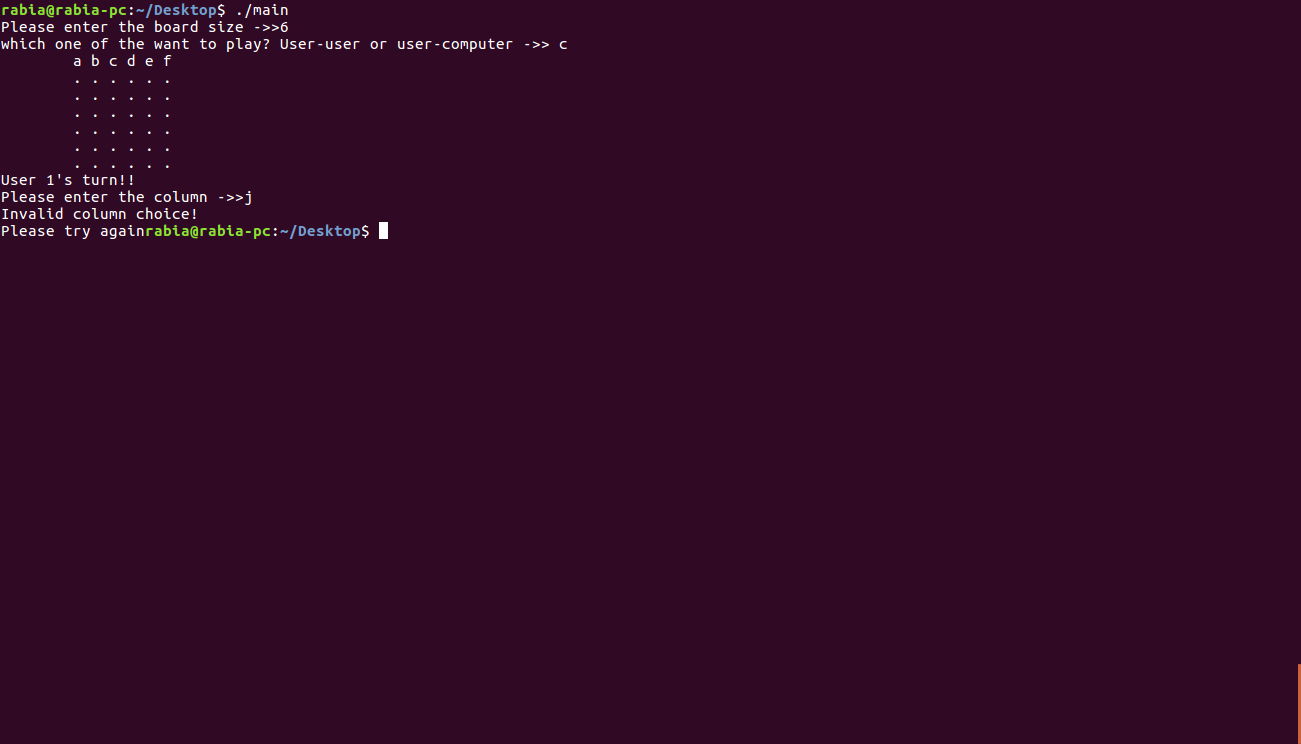 rabia@rabia-pc:~/Desktop$ ./main
Please enter the board size ->>6
which one of the want to play? User-user or user-computer ->> c
        a b c d e f
        . . . . . .
        . . . . . .
        . . . . . .
        . . . . . .
        . . . . . .
        . . . . . .
User 1's turn!!
Please enter the column ->>j
Invalid column choice!
Please try againrabia@rabia-pc:~/Desktop$